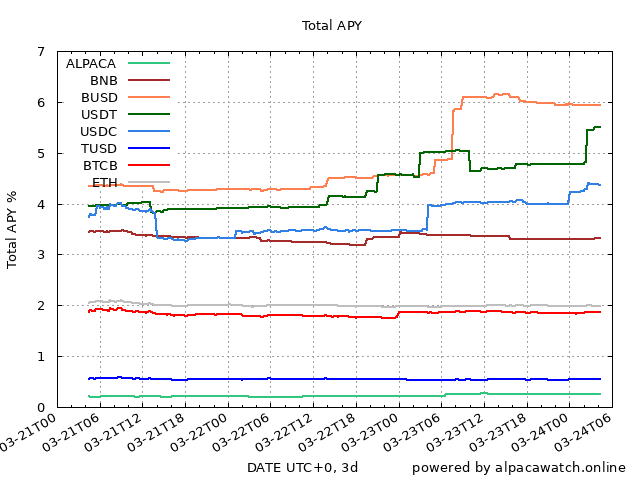 Total APY
7
6
5
4
3
2
1
0
Total APY %
ALPACA
BNB
BUSD
USDT
USDC
TUSD
BTCB
ETH
03-21T00
03-21T06
03-21T12
03-21T18
03-22T00
03-22T06
03-22T12
03-22T18
03-23T00
03-23T06
03-23T12
03-23T18
03-24T00
03-24T06
DATE UTC+0, 3d
powered by alpacawatch.online